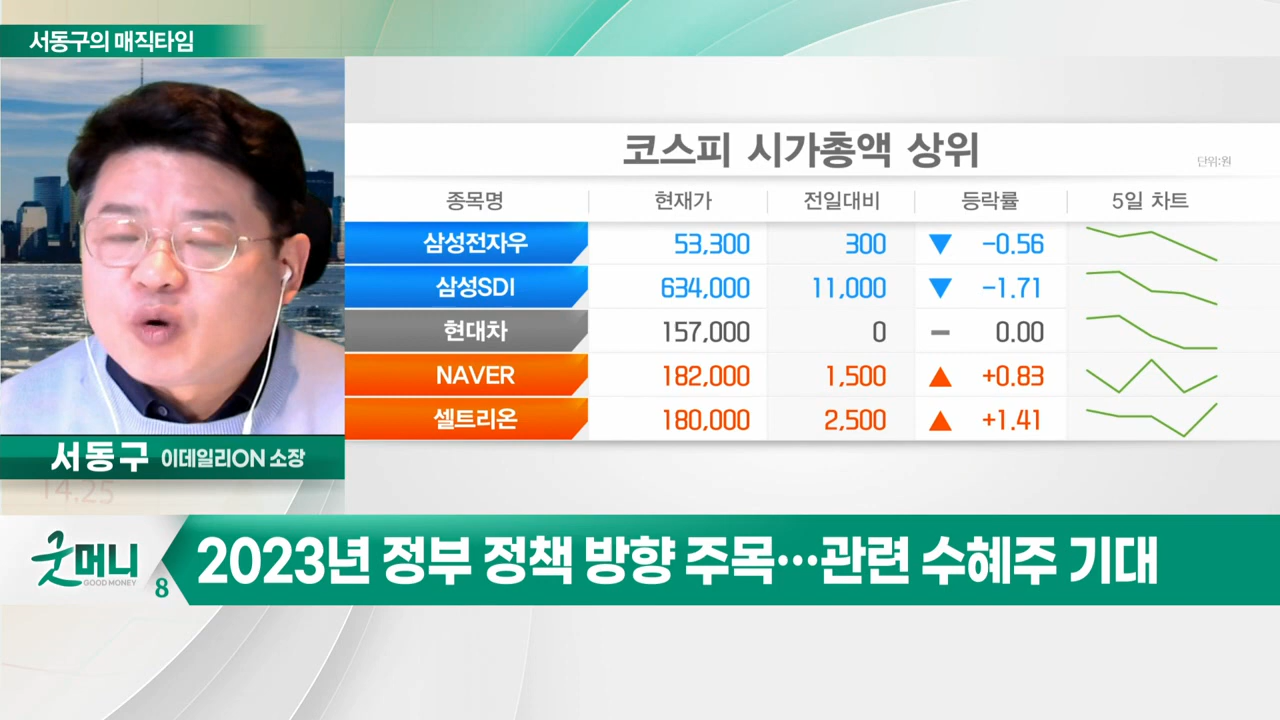 서동구의 매직타임
코스피 시가총액 상위
단위:원
종목명 현재가 전일대비 등락률 5일 차트
삼성전자우 53,300 300 ▼ -0.56
삼성SDI 634,000 11,000 ▼ -1.71
현대차 157,000 0 - 0.00
NAVER 182,000 1,500 ▲ +0.83
셀트리온 180,000 2,500 ▲ +1.41
서동구 이데일리ON 소장
14.25
굿머니 GOOD MONEY 8
2023년 정부 정책 방향 주목…관련 수혜주 기대